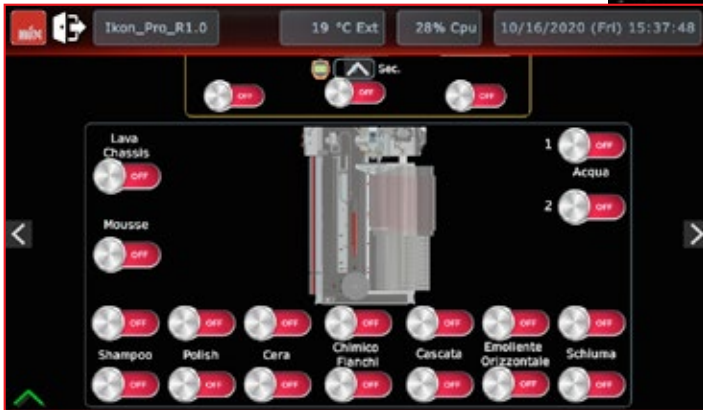 mix Ikon_Pro_R1.0 19 °C Ext 28% Cpu 10/16/2020 (Fri) 15:37:48
Sec.
OFF OFF OFF
Lava
Chassis
OFF
1 OFF
Acqua
Mousse
OFF
2 OFF
OFF OFF OFF OFF OFF OFF OFF
Shampoo Polish Cera Chimico Fianchi Cascata Emolliente Orizzontale Schiuma
OFF OFF OFF OFF OFF OFF OFF